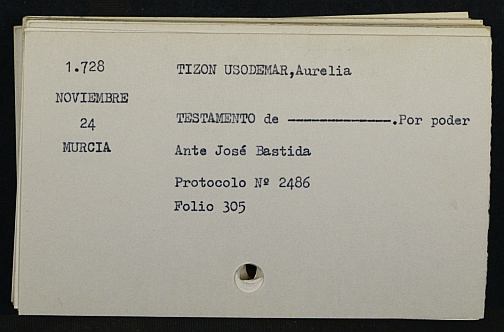 1.728
TIZON USODEMAR,Aurelia
NOVIEMBRE
24
TESTAMENTO de -------------.Por poder
MURCIA
Ante José Bastida
Protocolo Nº 2486
Folio 305